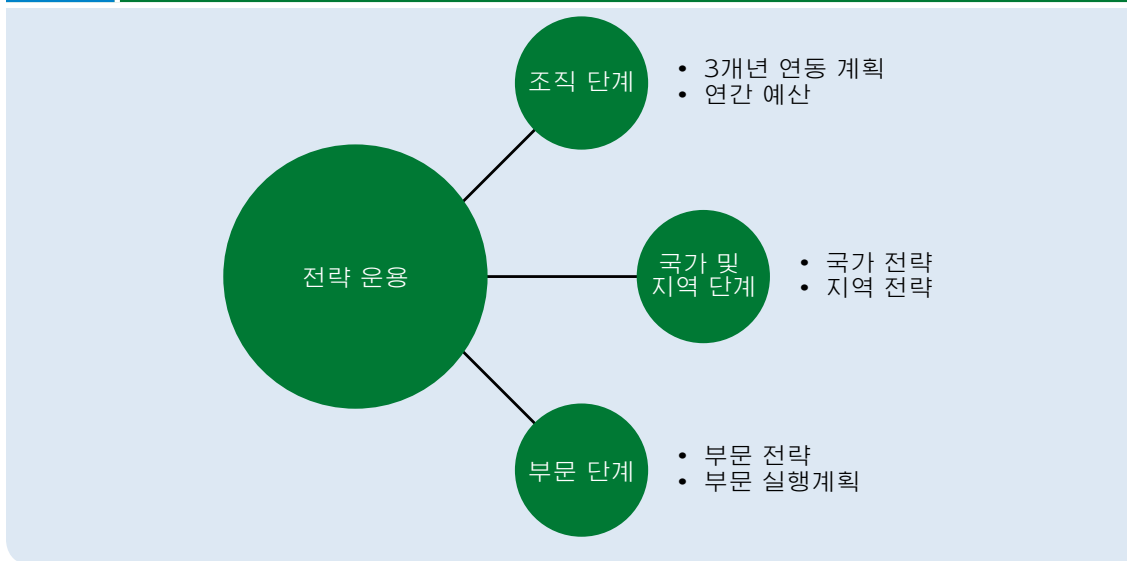 조직 단계
• 3개년 연동 계획
• 연간 예산
전략 운용
국가 및
지역 단계
• 국가 전략
• 지역 전략
부문 단계
• 부문 전략
• 부문 실행계획